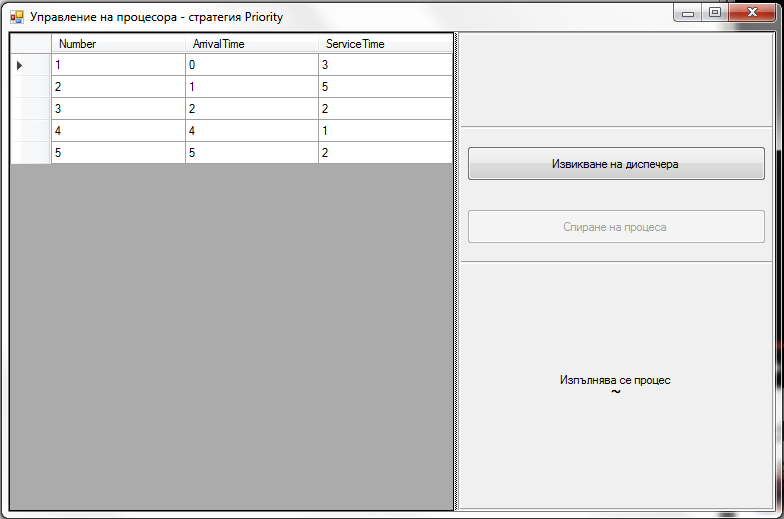 Управление на процесора - стратегия Priority
Number ArrivalTime ServiceTime
1 0 3
2 1 5
3 2 2
4 4 1
5 5 2
Извикване на диспечера
Спиране на процеса
Изпълнява се процес
~